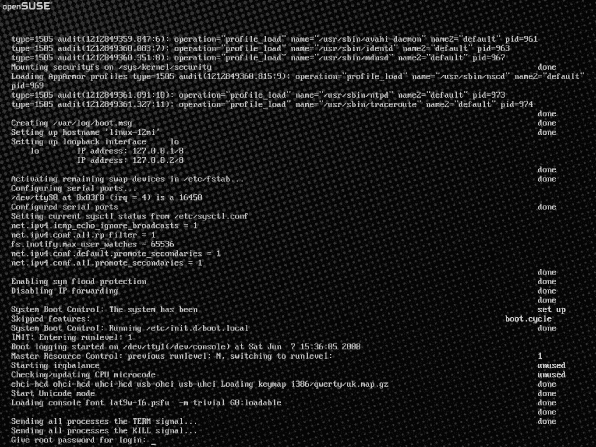 openSUSE
type=1505 audit(1212849359.847:6): operation="profile_load" name="/usr/sbin/avahi-daemon" name2="default" pid=961
type=1505 audit(1212849360.083:7): operation="profile_load" name="/usr/sbin/identd" name2="default" pid=963
type=1505 audit(1212849360.351:8): operation="profile_load" name="/usr/sbin/mdnsd" name2="default" pid=967
Mounting securityfs on /sys/kernel/security done
Loading AppArmor profiles type=1505 audit(1212849360.815:9): operation="profile_load" name="/usr/sbin/nscd" name2="default"
pid=969
type=1505 audit(1212849361.091:10): operation="profile_load" name="/usr/sbin/ntpd" name2="default" pid=973
type=1505 audit(1212849361.327:11): operation="profile_load" name="/usr/sbin/traceroute" name2="default" pid=974
done
Creating /var/log/boot.msg done
Setting up hostname 'linux-12mi' done
Setting up loopback interface lo
lo IP address: 127.0.0.1/8
IP address: 127.0.0.2/8
done
Activating remaining swap-devices in /etc/fstab... done
Configuring serial ports...
/dev/ttyS0 at 0x03f8 (irq = 4) is a 16450
Configured serial ports done
Setting current sysctl status from /etc/sysctl.conf
net.ipv4.icmp_echo_ignore_broadcasts = 1
net.ipv4.conf.all.rp_filter = 1
fs.inotify.max_user_watches = 65536
net.ipv4.conf.default.promote_secondaries = 1
net.ipv4.conf.all.promote_secondaries = 1
done
Enabling syn flood protection done
Disabling IP forwarding done
done
System Boot Control: The system has been set up
Skipped features: boot.cycle
System Boot Control: Running /etc/init.d/boot.local done
INIT: Entering runlevel: 1
Boot logging started on /dev/tty1(/dev/console) at Sat Jun 7 15:36:05 2008
Master Resource Control: previous runlevel: N, switching to runlevel: 1
Starting irqbalance unused
Checking/updating CPU microcode unused
ehci-hcd ohci-hcd uhci-hcd usb-ohci usb-uhci Loading keymap i386/qwerty/uk.map.gz done
Start Unicode mode done
Loading console font lat9w-16.psfu -m trivial G0:loadable done
done
Sending all processes the TERM signal... done
Sending all processes the KILL signal... done
Give root password for login: _